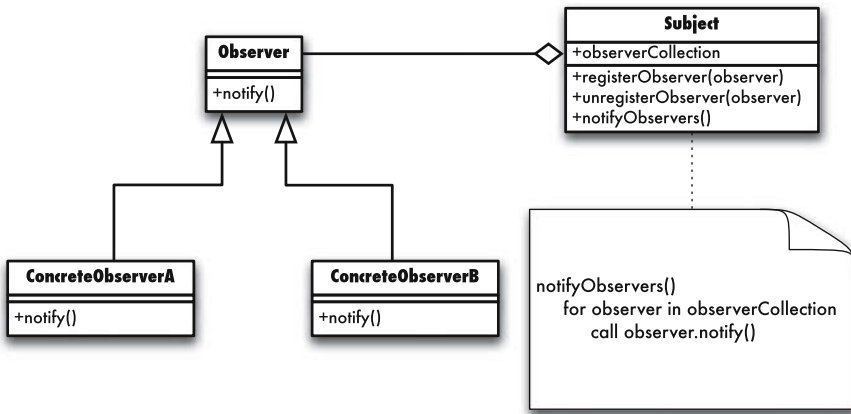 Observer
+notify()
Subject
+observerCollection
+registerObserver(observer)
+unregisterObserver(observer)
+notifyObservers()
ConcreteObserverA
+notify()
ConcreteObserverB
+notify()
notifyObservers()
for observer in observerCollection
call observer.notify()